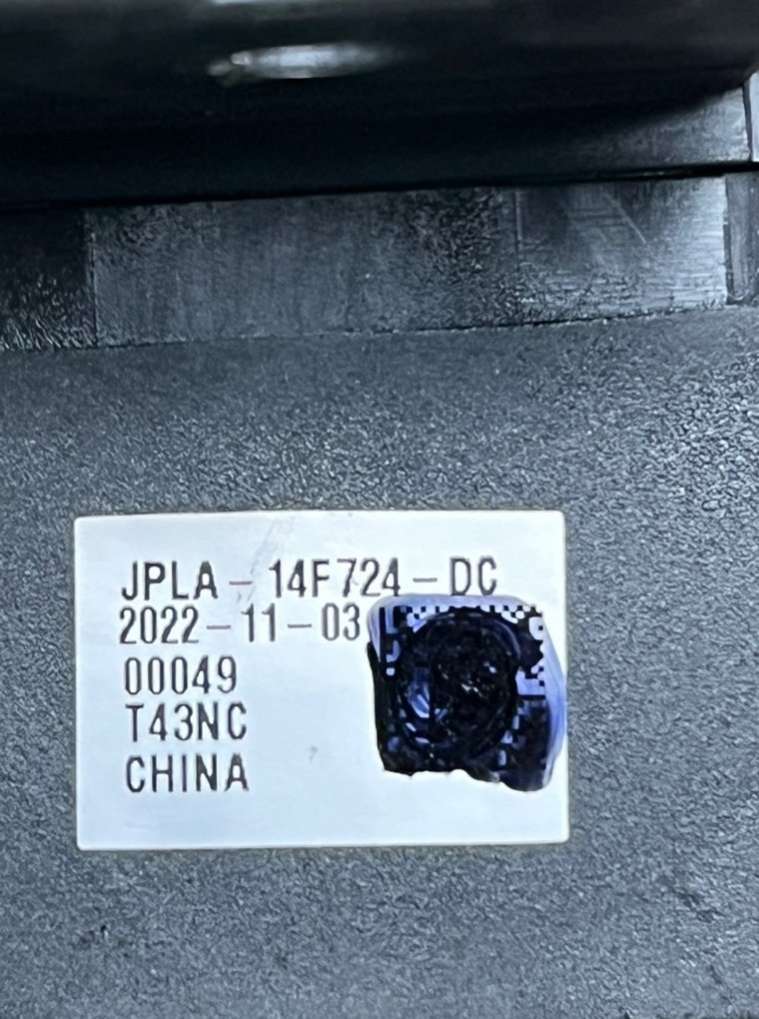 JPLA-14F724-DC
2022-11-03
00049
T43NC
CHINA